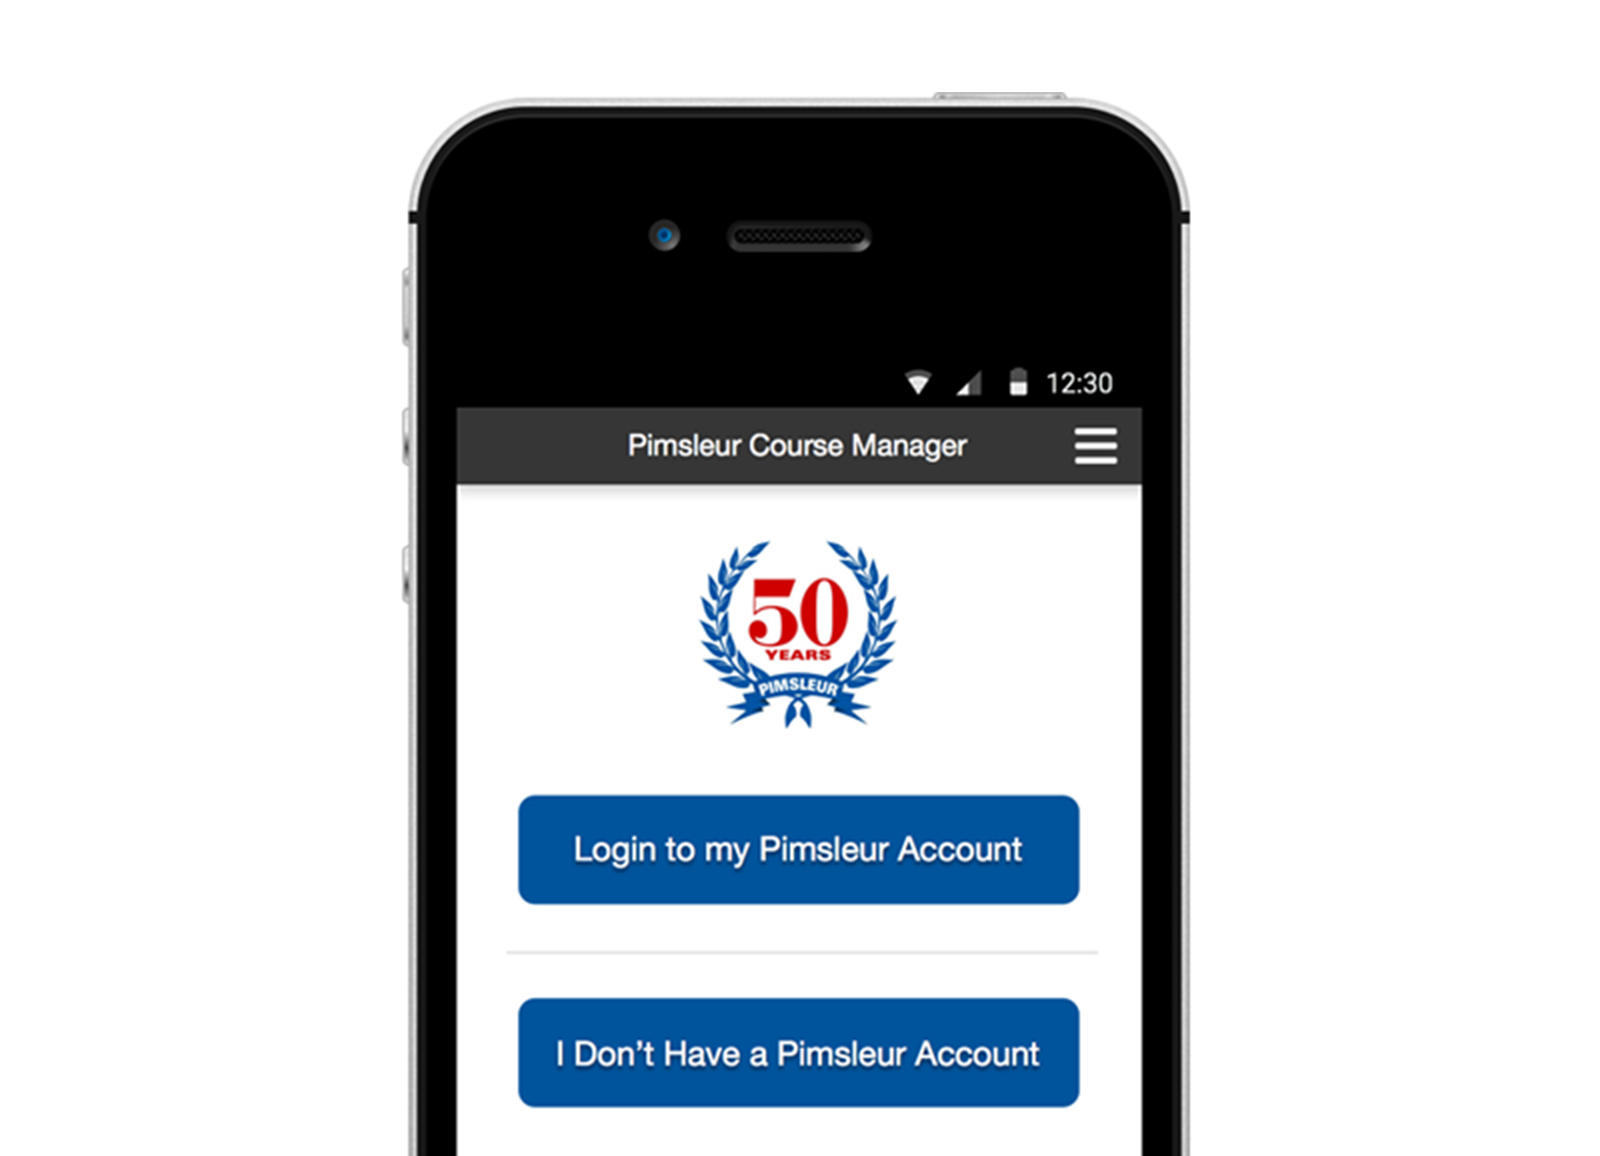 12:30
Pimsleur Course Manager
50
YEARS
PIMSLEUR
Login to my Pimsleur Account
I Don’t Have a Pimsleur Account